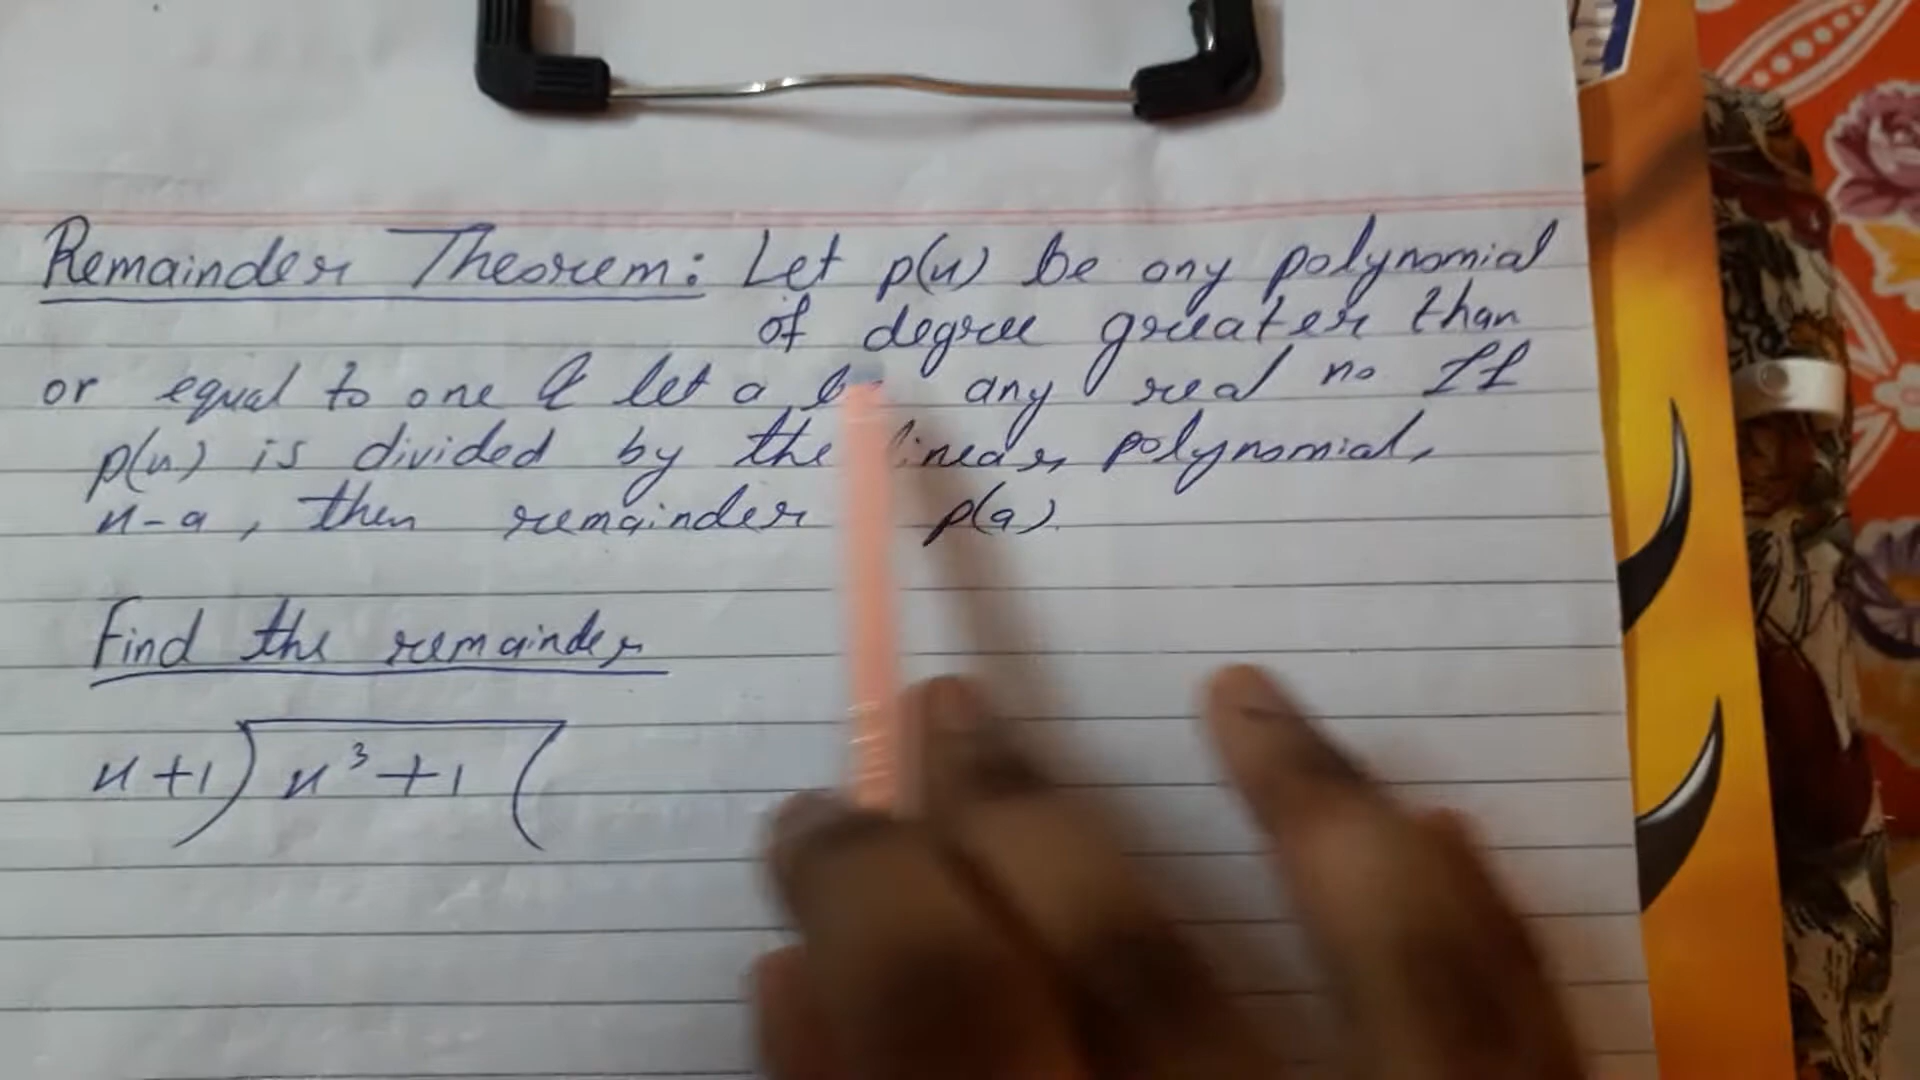 Remainder Theorem: Let p(x) be any polynomial
of degree greater than
or equal to one & let a be any real no If
p(x) is divided by the linear polynomial,
x-a, then remainder p(a).
Find the remainder
x+1) x³+1 (